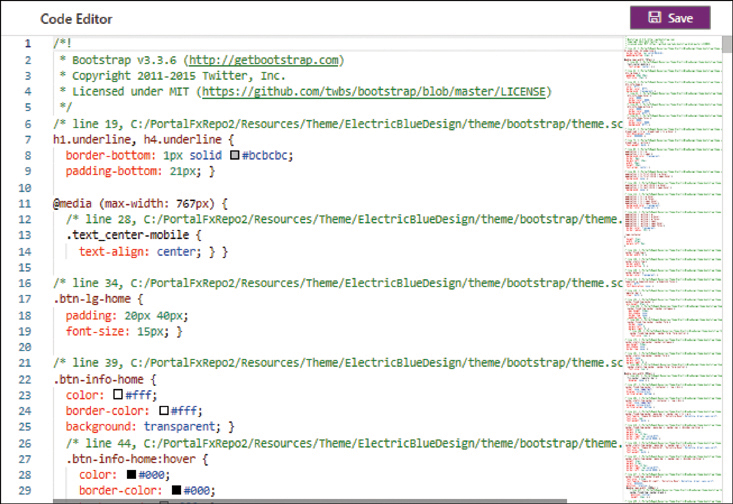 Code Editor
Save
1 /*!
2 * Bootstrap v3.3.6 (http://getbootstrap.com)
3 * Copyright 2011-2015 Twitter, Inc.
4 * Licensed under MIT (https://github.com/twbs/bootstrap/blob/master/LICENSE)
5 */
6 /* line 19, C:/PortalFxRepo2/Resources/Theme/ElectricBlueDesign/theme/bootstrap/theme.sc
7 h1.underline, h4.underline {
8 border-bottom: 1px solid #bcbcbc;
9 padding-bottom: 21px; }
10
11 @media (max-width: 767px) {
12 /* line 28, C:/PortalFxRepo2/Resources/Theme/ElectricBlueDesign/theme/bootstrap/theme.
13 .text_center-mobile {
14 text-align: center; } }
15
16 /* line 34, C:/PortalFxRepo2/Resources/Theme/ElectricBlueDesign/theme/bootstrap/theme.sc
17 .btn-lg-home {
18 padding: 20px 40px;
19 font-size: 15px; }
20
21 /* line 39, C:/PortalFxRepo2/Resources/Theme/ElectricBlueDesign/theme/bootstrap/theme.sc
22 .btn-info-home {
23 color: #fff;
24 border-color: #fff;
25 background: transparent; }
26 /* line 44, C:/PortalFxRepo2/Resources/Theme/ElectricBlueDesign/theme/bootstrap/theme.
27 .btn-info-home:hover {
28 color: #000;
29 border-color: #000;